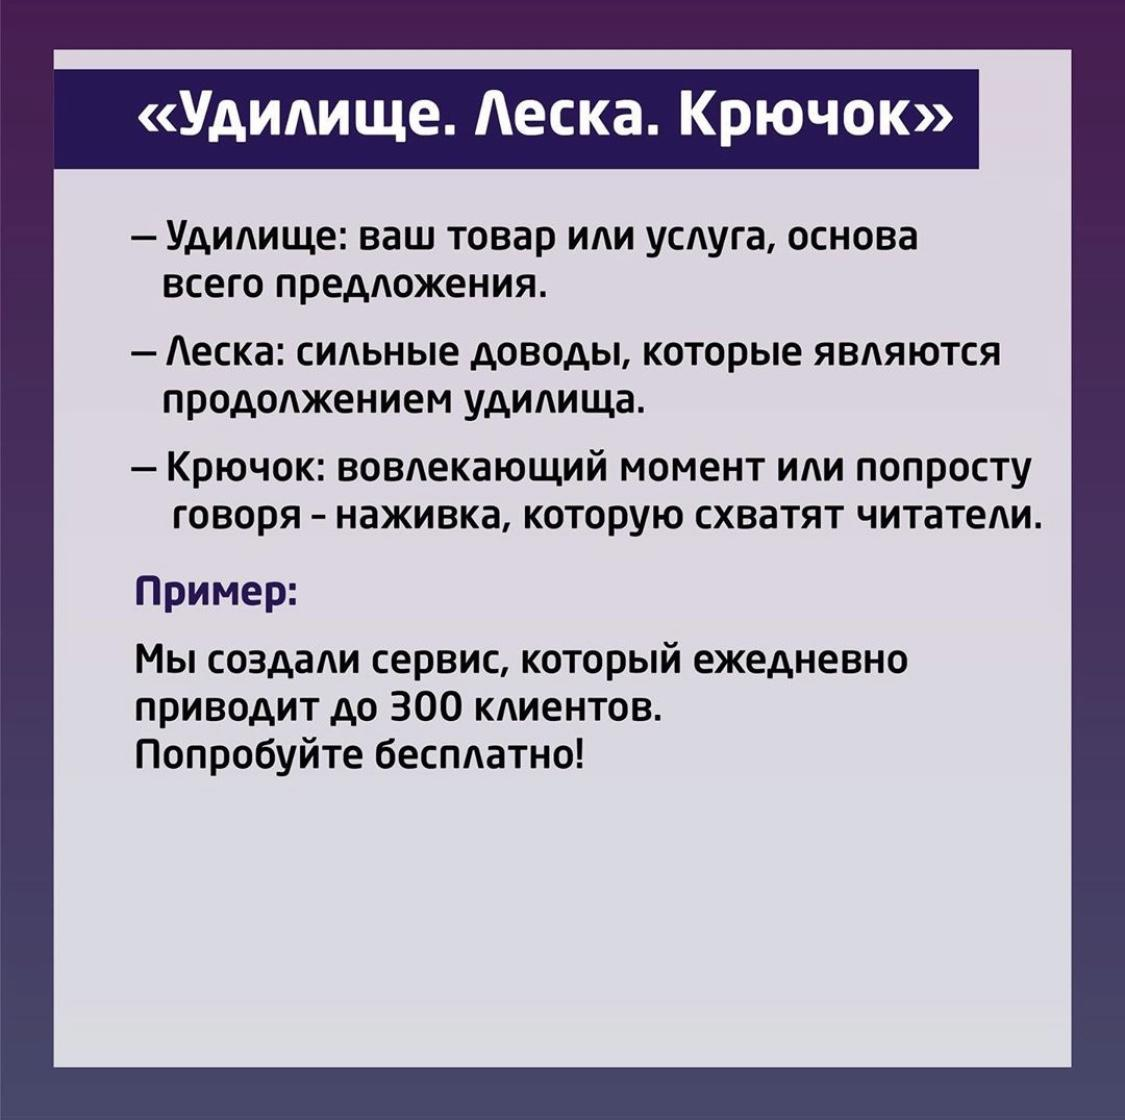 «Удилище. Леска. Крючок»
– Удилище: ваш товар или услуга, основа
всего предложения.
– Леска: сильные доводы, которые являются
продолжением удилища.
– Крючок: вовлекающий момент или попросту
говоря – наживка, которую схватят читатели.
Пример:
Мы создали сервис, который ежедневно
приводит до 300 клиентов.
Попробуйте бесплатно!